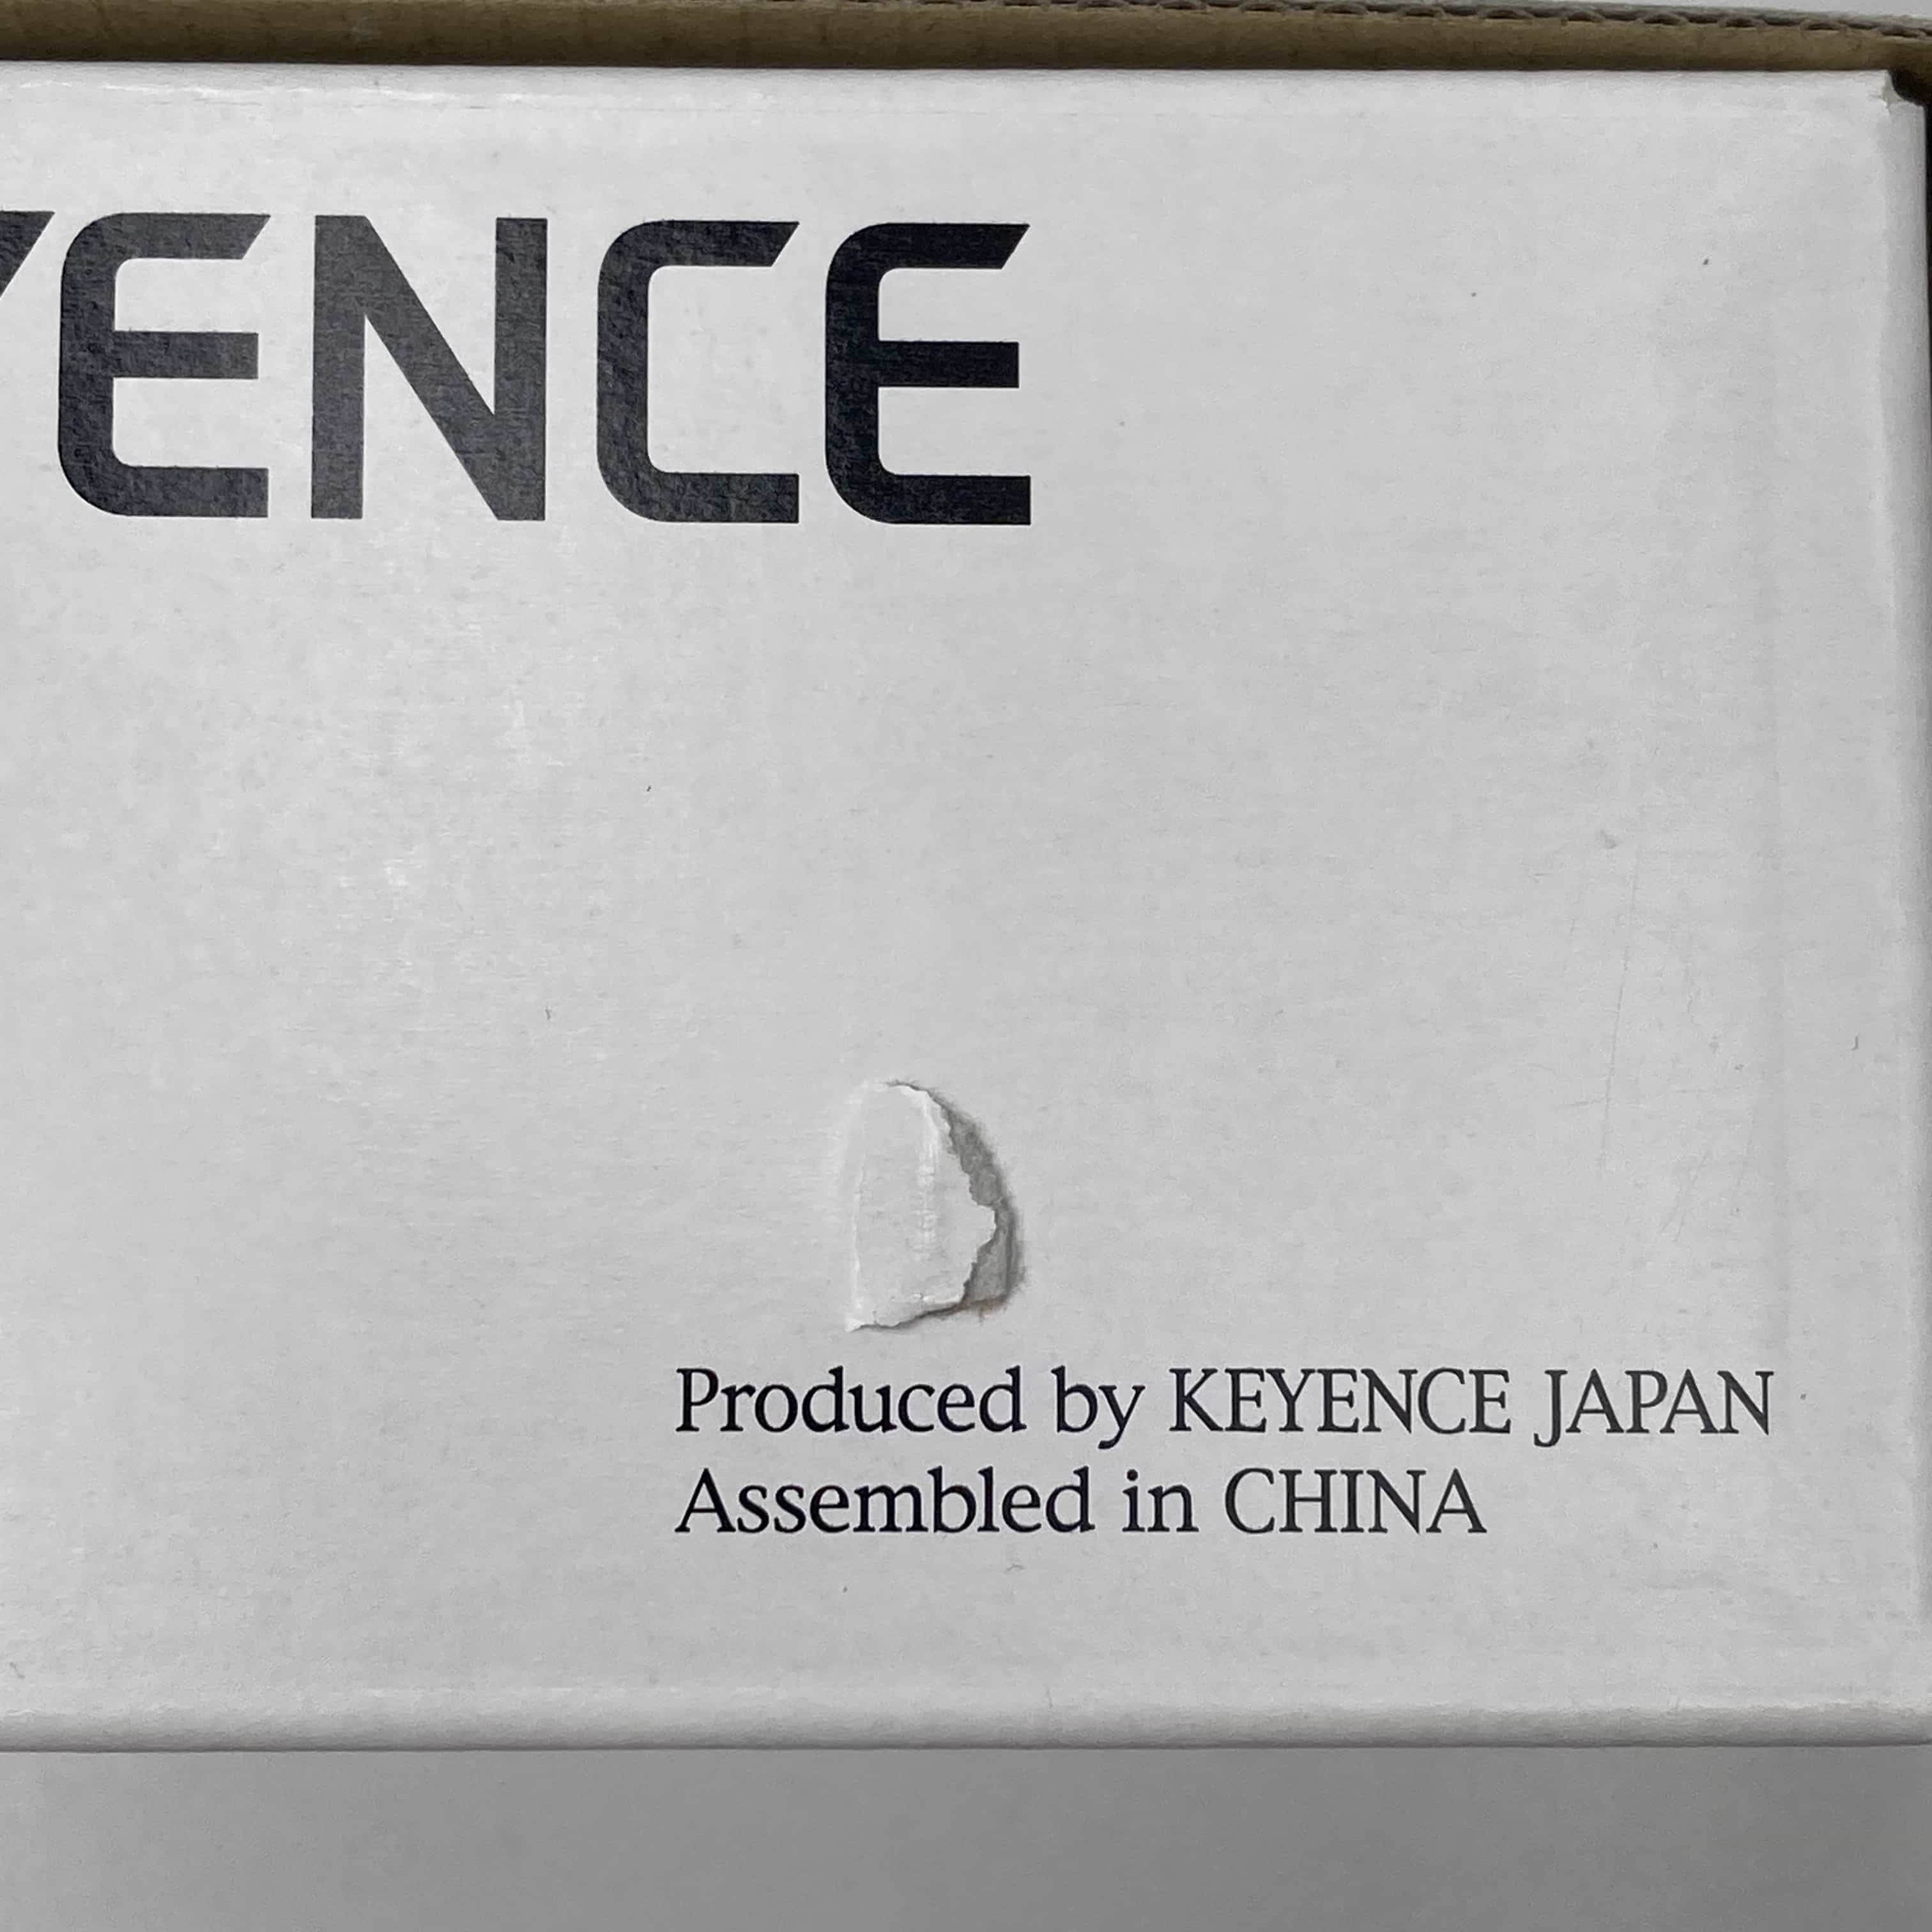 YENCE
Produced by KEYENCE JAPAN
Assembled in CHINA